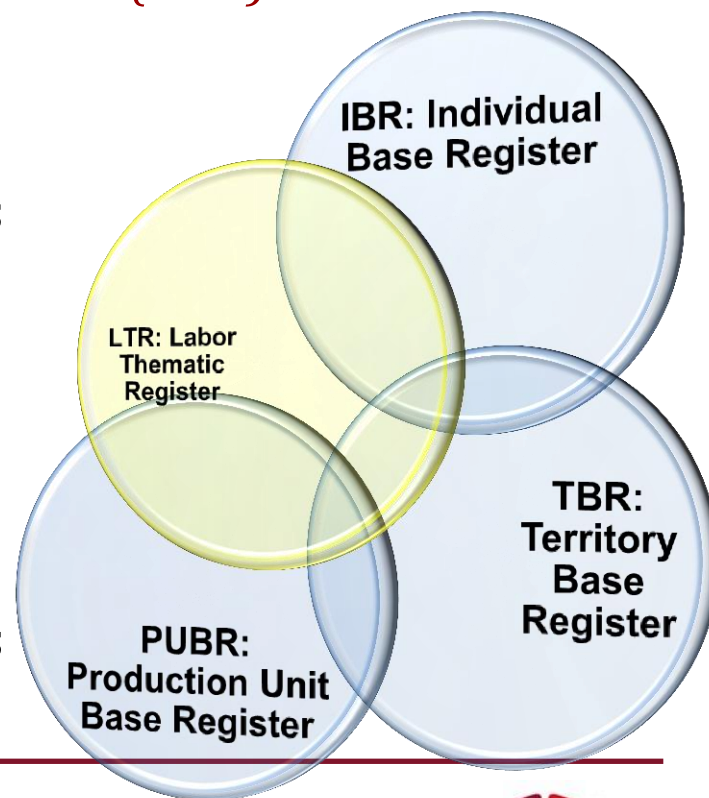 IBR: Individual
Base Register
LTR: Labor
Thematic
Register
TBR:
Territory
Base
Register
PUBR:
Production Unit
Base Register